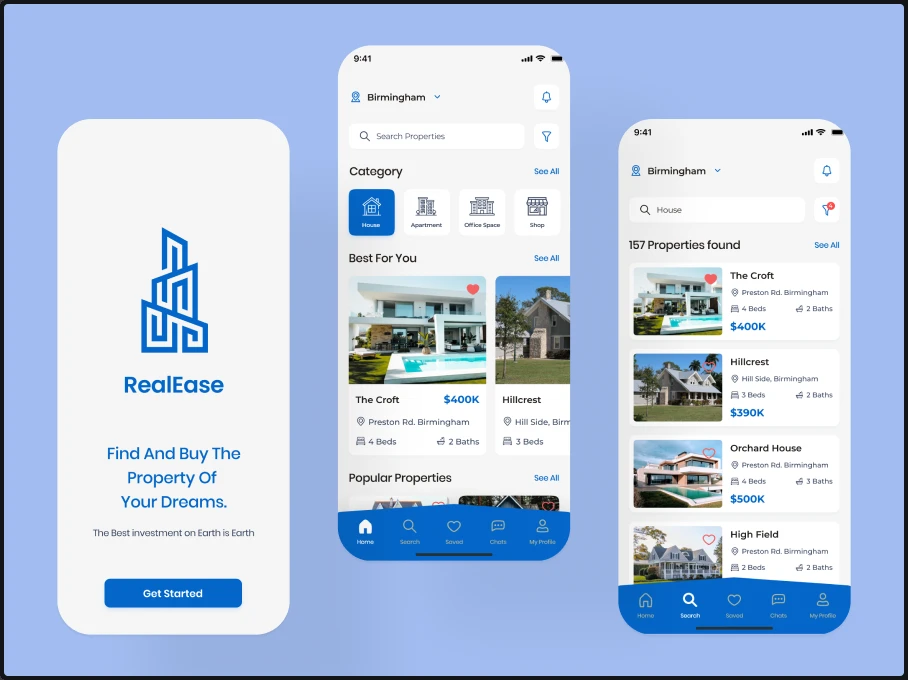 RealEase
Find And Buy The
Property Of
Your Dreams.
The Best investment on Earth is Earth
Get Started
9:41
Birmingham
Search Properties
Category See All
House Apartment Office Space Shop
Best For You See All
The Croft $400K
Preston Rd. Birmingham
4 Beds 2 Baths
Hillcrest
Hill Side, Birm
3 Beds
Popular Properties See All
Home Search Saved Chats My Profile
9:41
Birmingham
House
4
157 Properties found See All
The Croft
Preston Rd. Birmingham
4 Beds 2 Baths
$400K
Hillcrest
Hill Side, Birmingham
3 Beds 2 Baths
$390K
Orchard House
Preston Rd. Birmingham
4 Beds 3 Baths
$500K
High Field
Preston Rd. Birmingham
2 Beds 2 Baths
Home Search Saved Chats My Profile